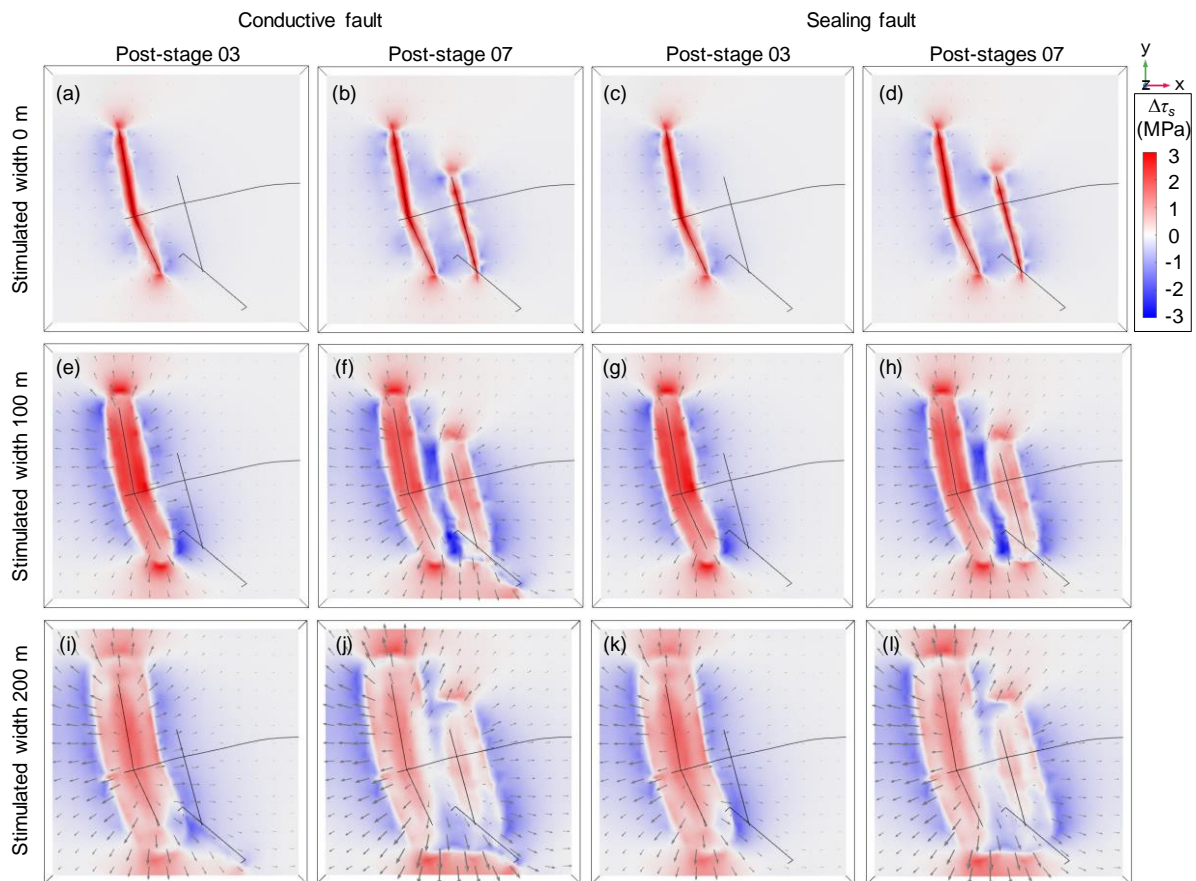 Conductive fault
Sealing fault
Post-stage 03
Post-stage 07
Post-stage 03
Post-stages 07
y
z
x
Stimulated width 0 m
(a)
(b)
(c)
(d)
Δτs
(MPa)
3
2
1
0
-1
-2
-3
Stimulated width 100 m
(e)
(f)
(g)
(h)
Stimulated width 200 m
(i)
(j)
(k)
(l)